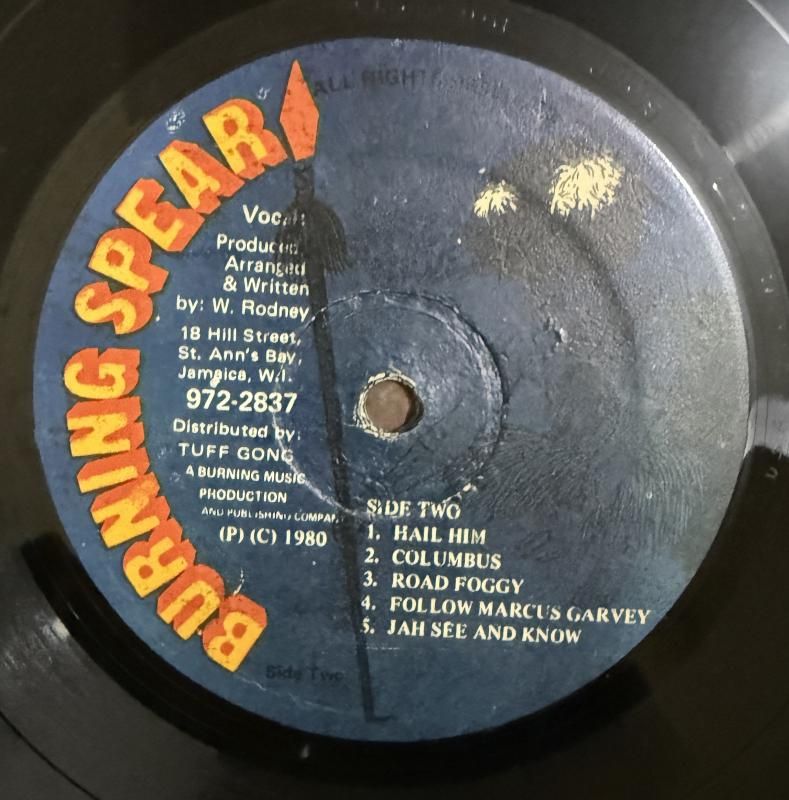 ALL RIGHTS
BURNING SPEAR
Vocals:
Produced,
Arranged
& Written
by: W. Rodney
18 Hill Street,
St. Ann's Bay,
Jamaica, W.I.
972-2837
Distributed by:
TUFF GONG
A BURNING MUSIC
PRODUCTION
AND PUBLISHING COMPANY
(P) (C) 1980
SIDE TWO
1. HAIL HIM
2. COLUMBUS
3. ROAD FOGGY
4. FOLLOW MARCUS GARVEY
5. JAH SEE AND KNOW
Side Two